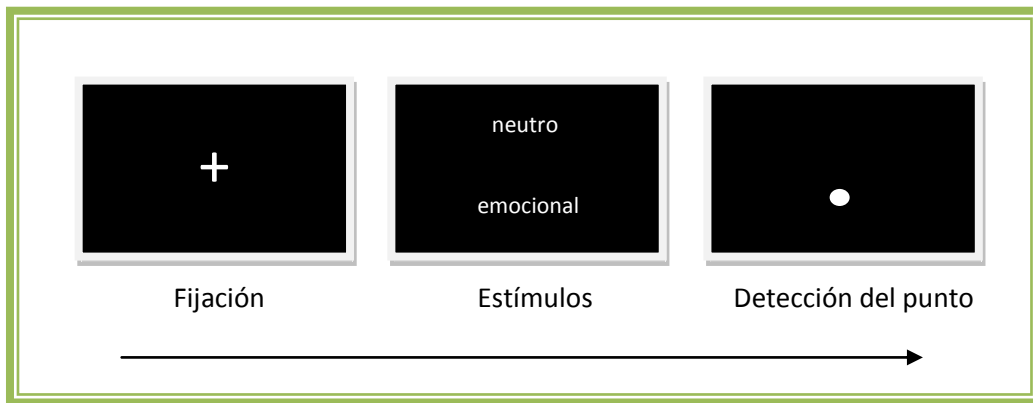 +
neutro
emocional
Fijación
Estímulos
Detección del punto